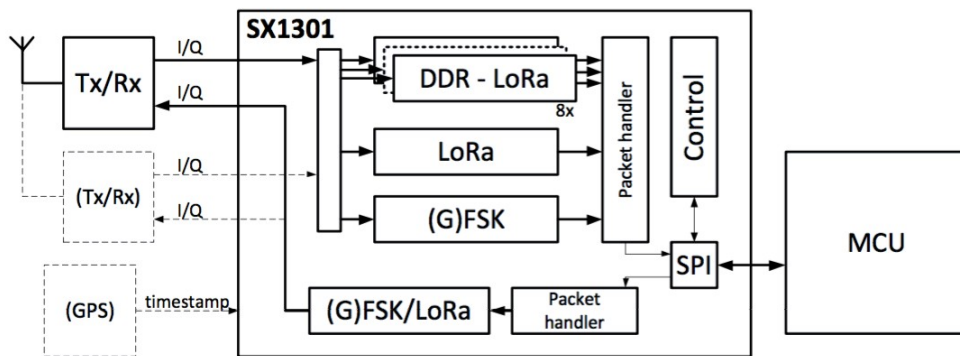 SX1301
I/Q
Tx/Rx
DDR - LoRa
I/Q
8x
LoRa
Packet handler
Control
I/Q
(Tx/Rx)
I/Q
(G)FSK
MCU
SPI
(GPS)
timestamp
(G)FSK/LoRa
Packet
handler